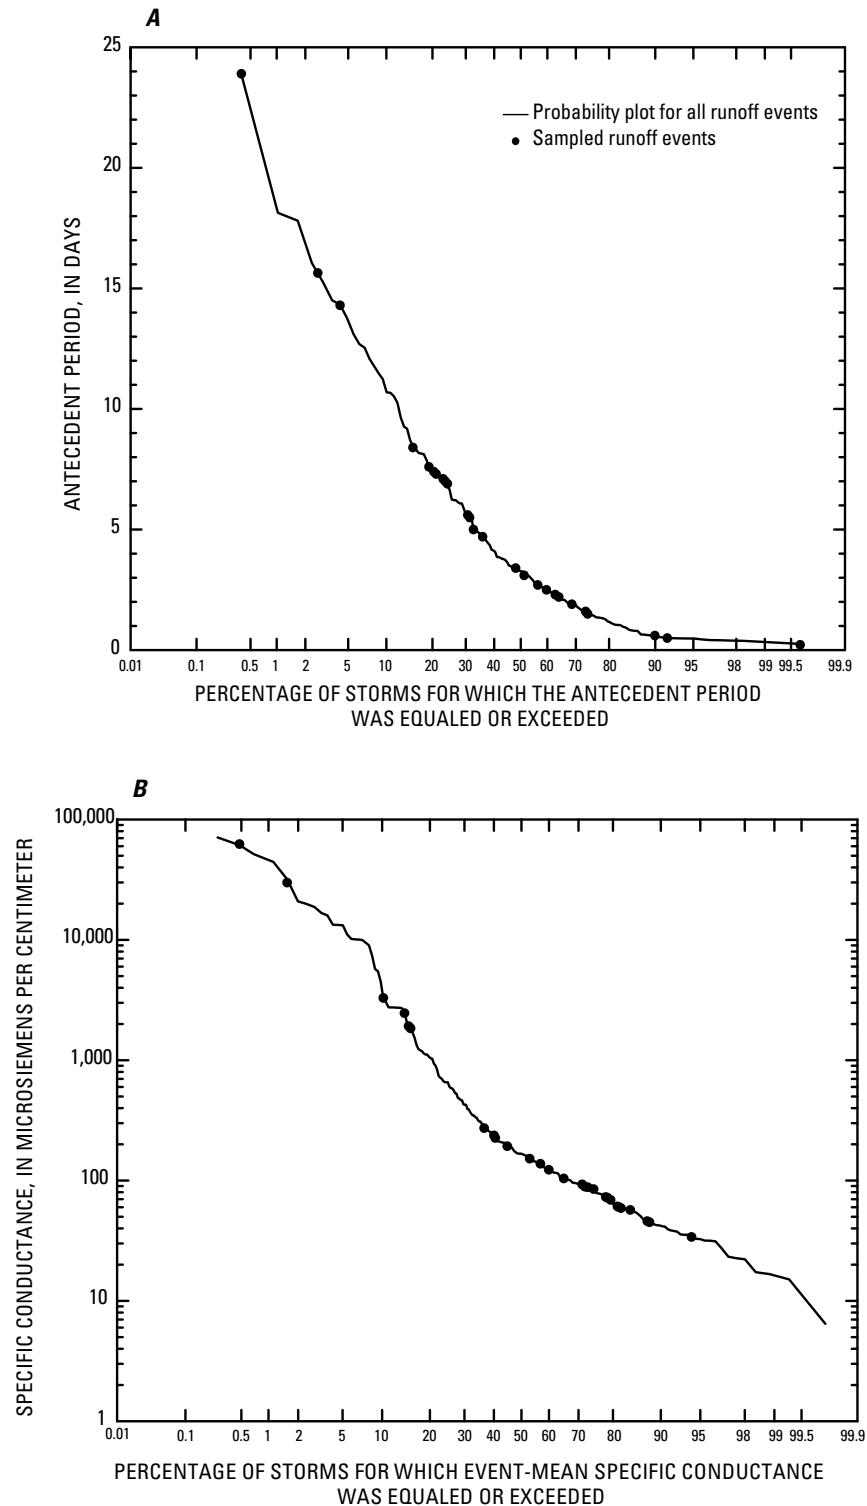 A
25
20
15
10
5
0
Probability plot for all runoff events
Sampled runoff events
ANTECEDENT PERIOD, IN DAYS
0.01 0.1 0.5 1 2 5 10 20 30 40 50 60 70 80 90 95 98 99 99.5 99.9
PERCENTAGE OF STORMS FOR WHICH THE ANTECEDENT PERIOD
WAS EQUALED OR EXCEEDED
B
100,000
10,000
1,000
100
10
1
SPECIFIC CONDUCTANCE, IN MICROSIEMENS PER CENTIMETER
0.01 0.1 0.5 1 2 5 10 20 30 40 50 60 70 80 90 95 98 99 99.5 99.9
PERCENTAGE OF STORMS FOR WHICH EVENT-MEAN SPECIFIC CONDUCTANCE
WAS EQUALED OR EXCEEDED